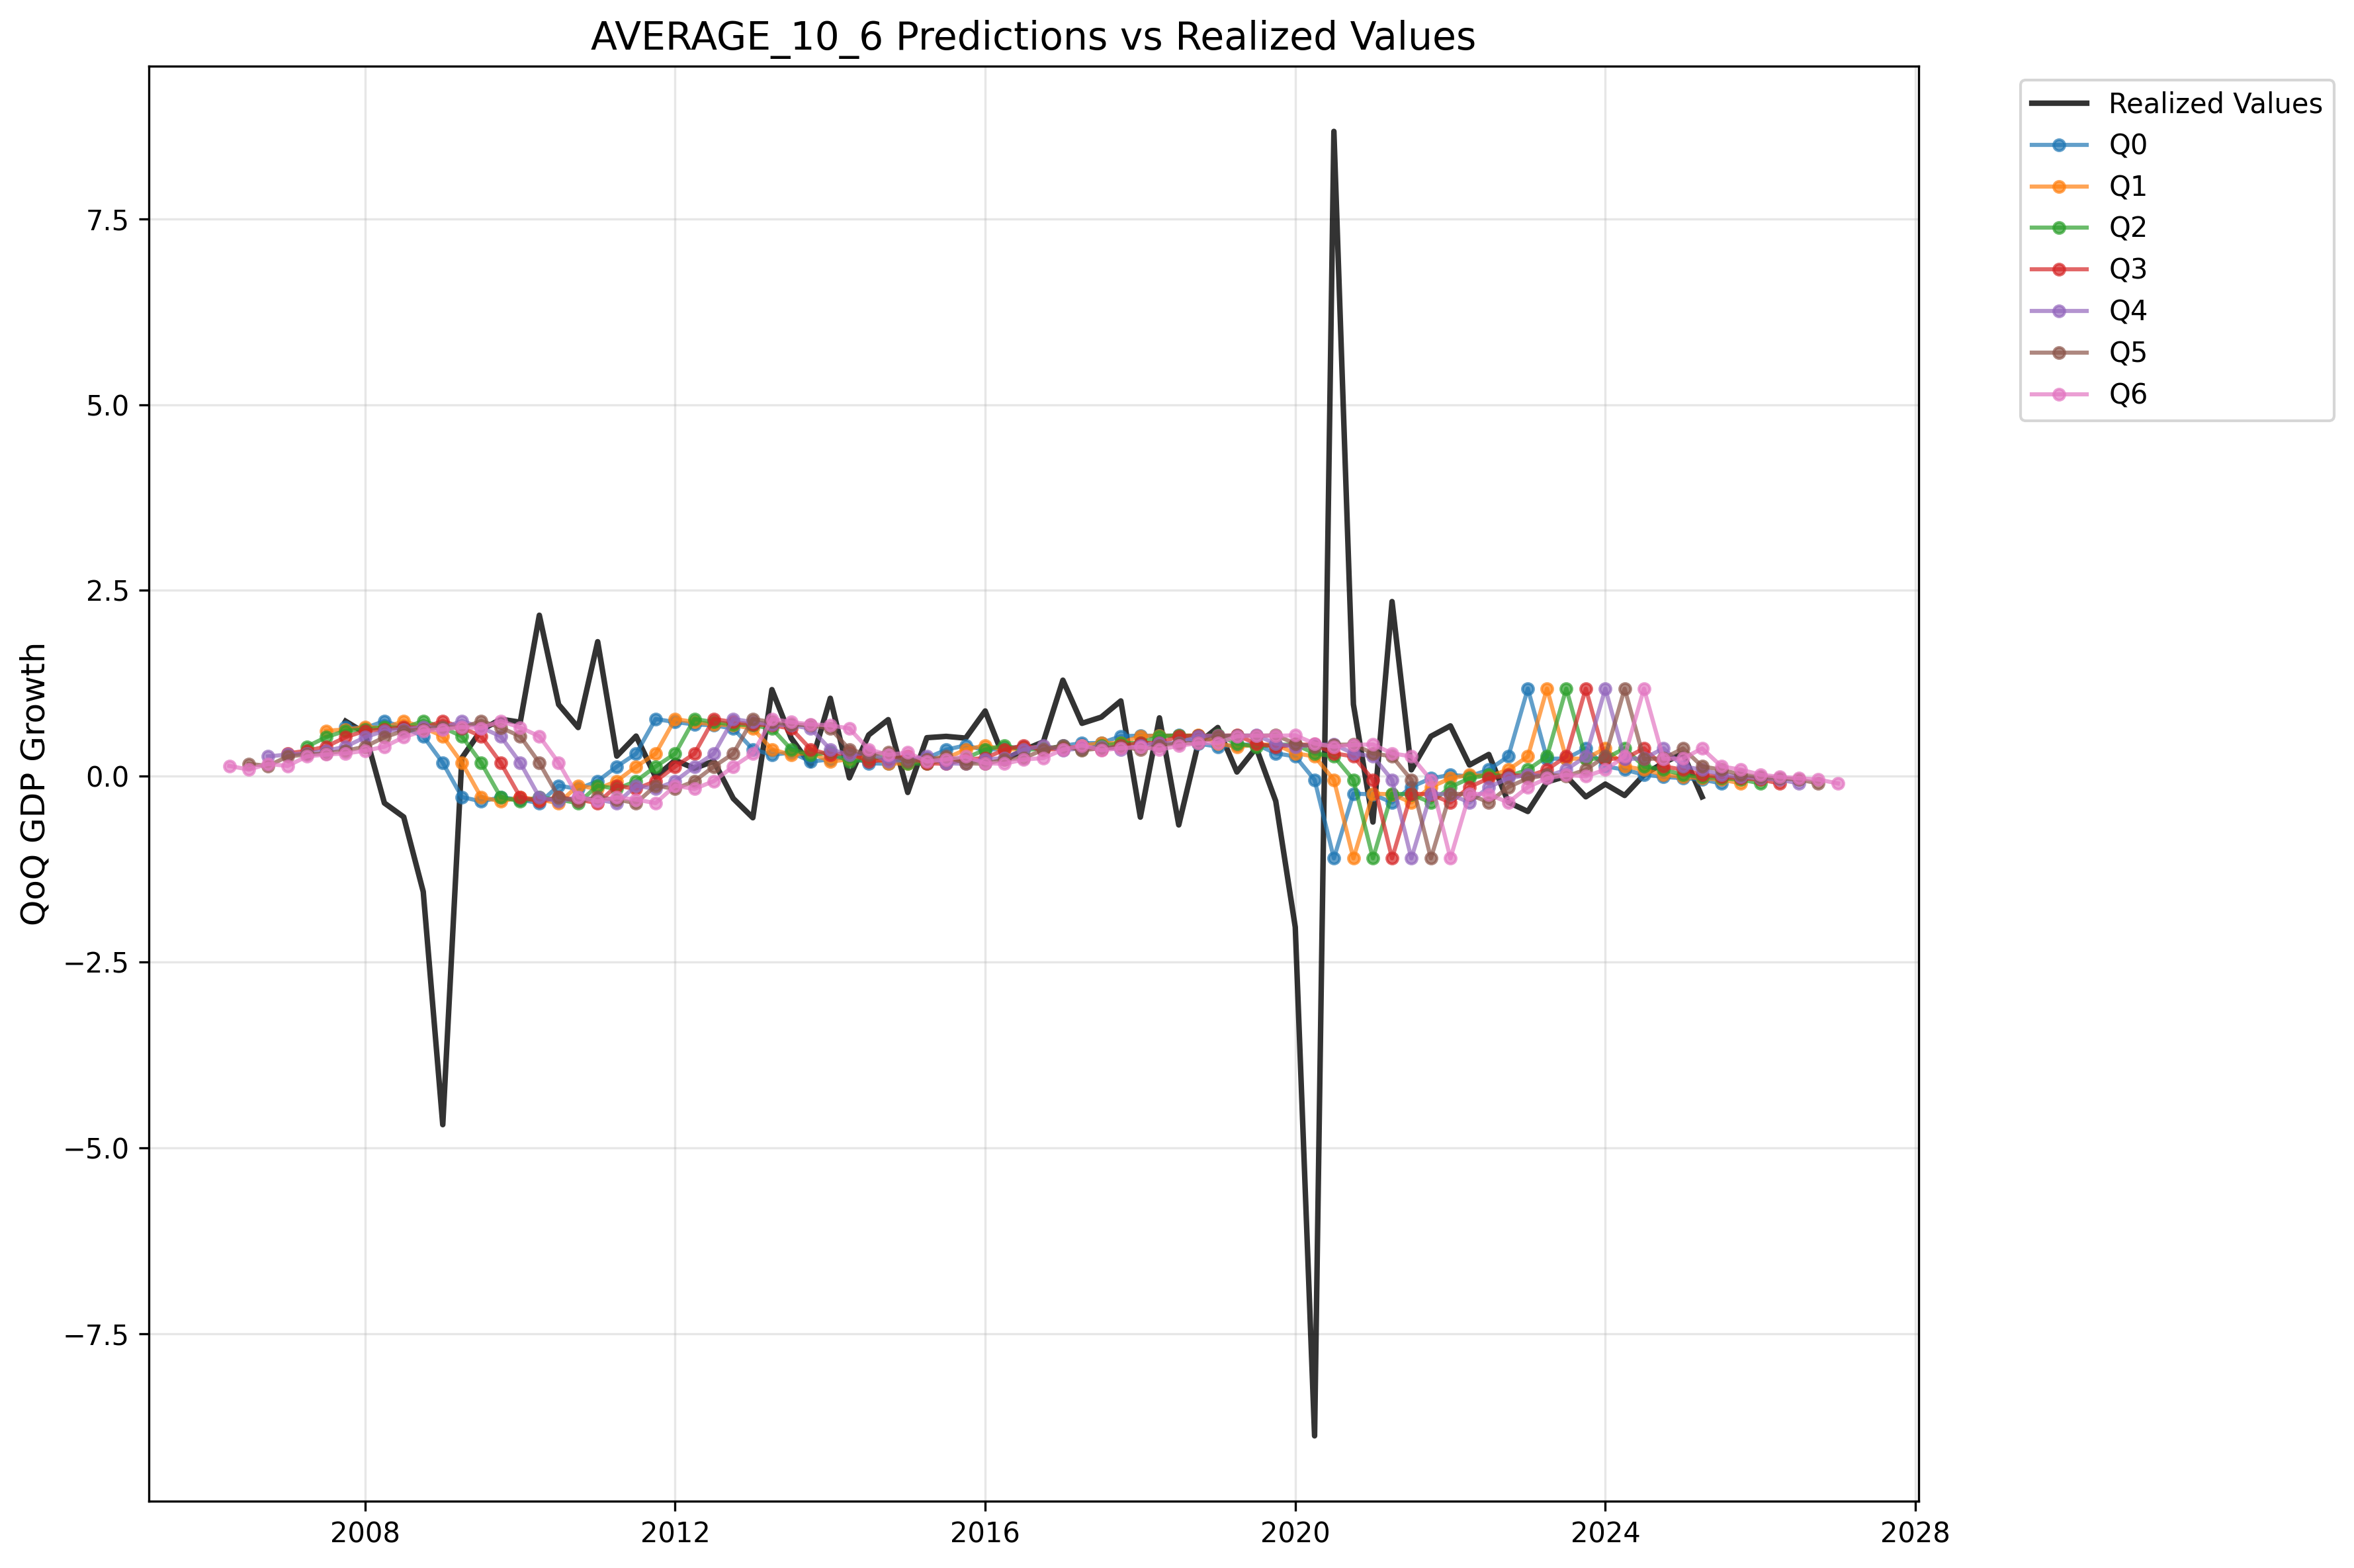 AVERAGE_10_6 Predictions vs Realized Values
Realized Values
Q0
Q1
Q2
Q3
Q4
Q5
Q6
QoQ GDP Growth
7.5
5.0
2.5
0.0
−2.5
−5.0
−7.5
2008
2012
2016
2020
2024
2028